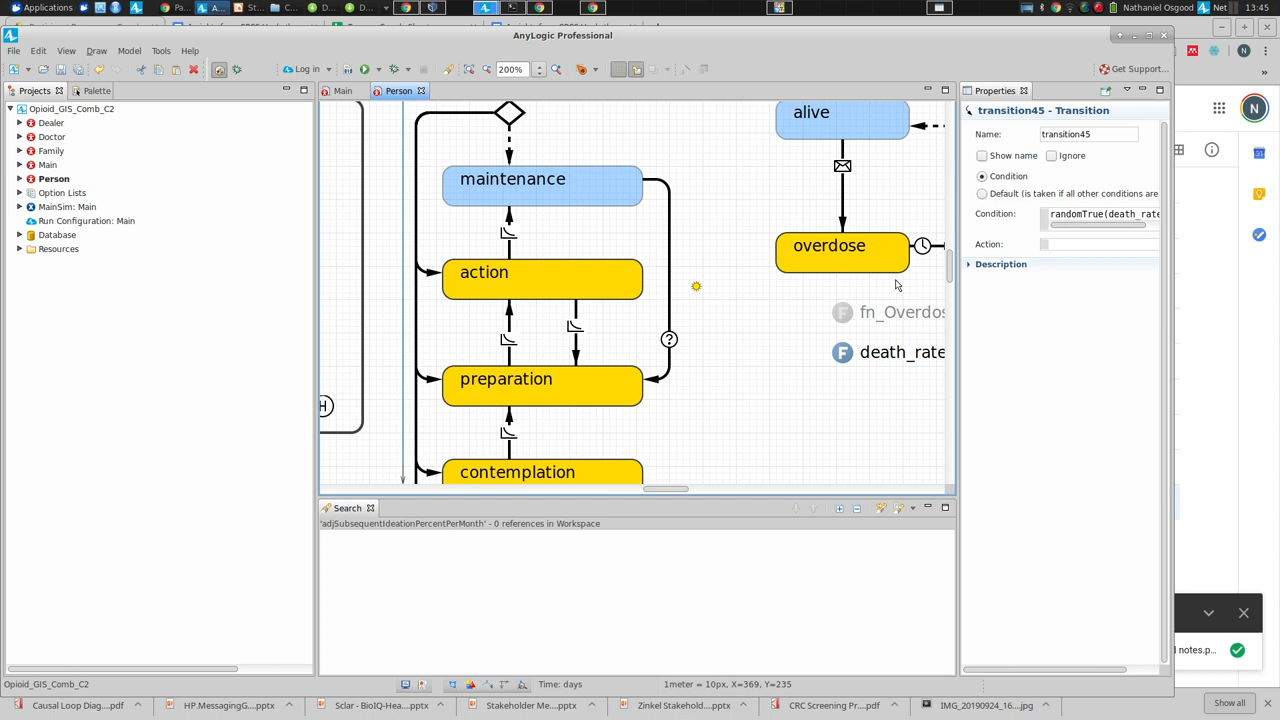 Applications
Pa...
A...
S...
C...
D...
D...
Nathaniel Osgood
Net
13:45
AnyLogic Professional
File Edit View Draw Model Tools Help
Log in
200%
Get Support...
Projects
Palette
Main
Person
Properties
Opioid_GIS_Comb_C2
Dealer
Doctor
Family
Main
Person
Option Lists
MainSim: Main
Run Configuration: Main
Database
Resources
maintenance
action
preparation
contemplation
alive
overdose
fn_Overdos
death_rate
H
?
transition45 - Transition
Name: transition45
Show name Ignore
Condition
Default (is taken if all other conditions are
Condition: randomTrue(death_rate
Action:
Description
Search
'adjSubsequentIdeationPercentPerMonth' - 0 references in Workspace
N
N
l notes.p...
Opioid_GIS_Comb_C2
Time: days
1meter = 10px, X=369, Y=235
Causal Loop Diag....pdf
HP.MessagingG....pptx
Sclar - BioIQ-Hea....pptx
Stakeholder Me....pptx
Zinkel Stakehold....pptx
CRC Screening Pr....pdf
IMG_20190924_16....jpg
Show all